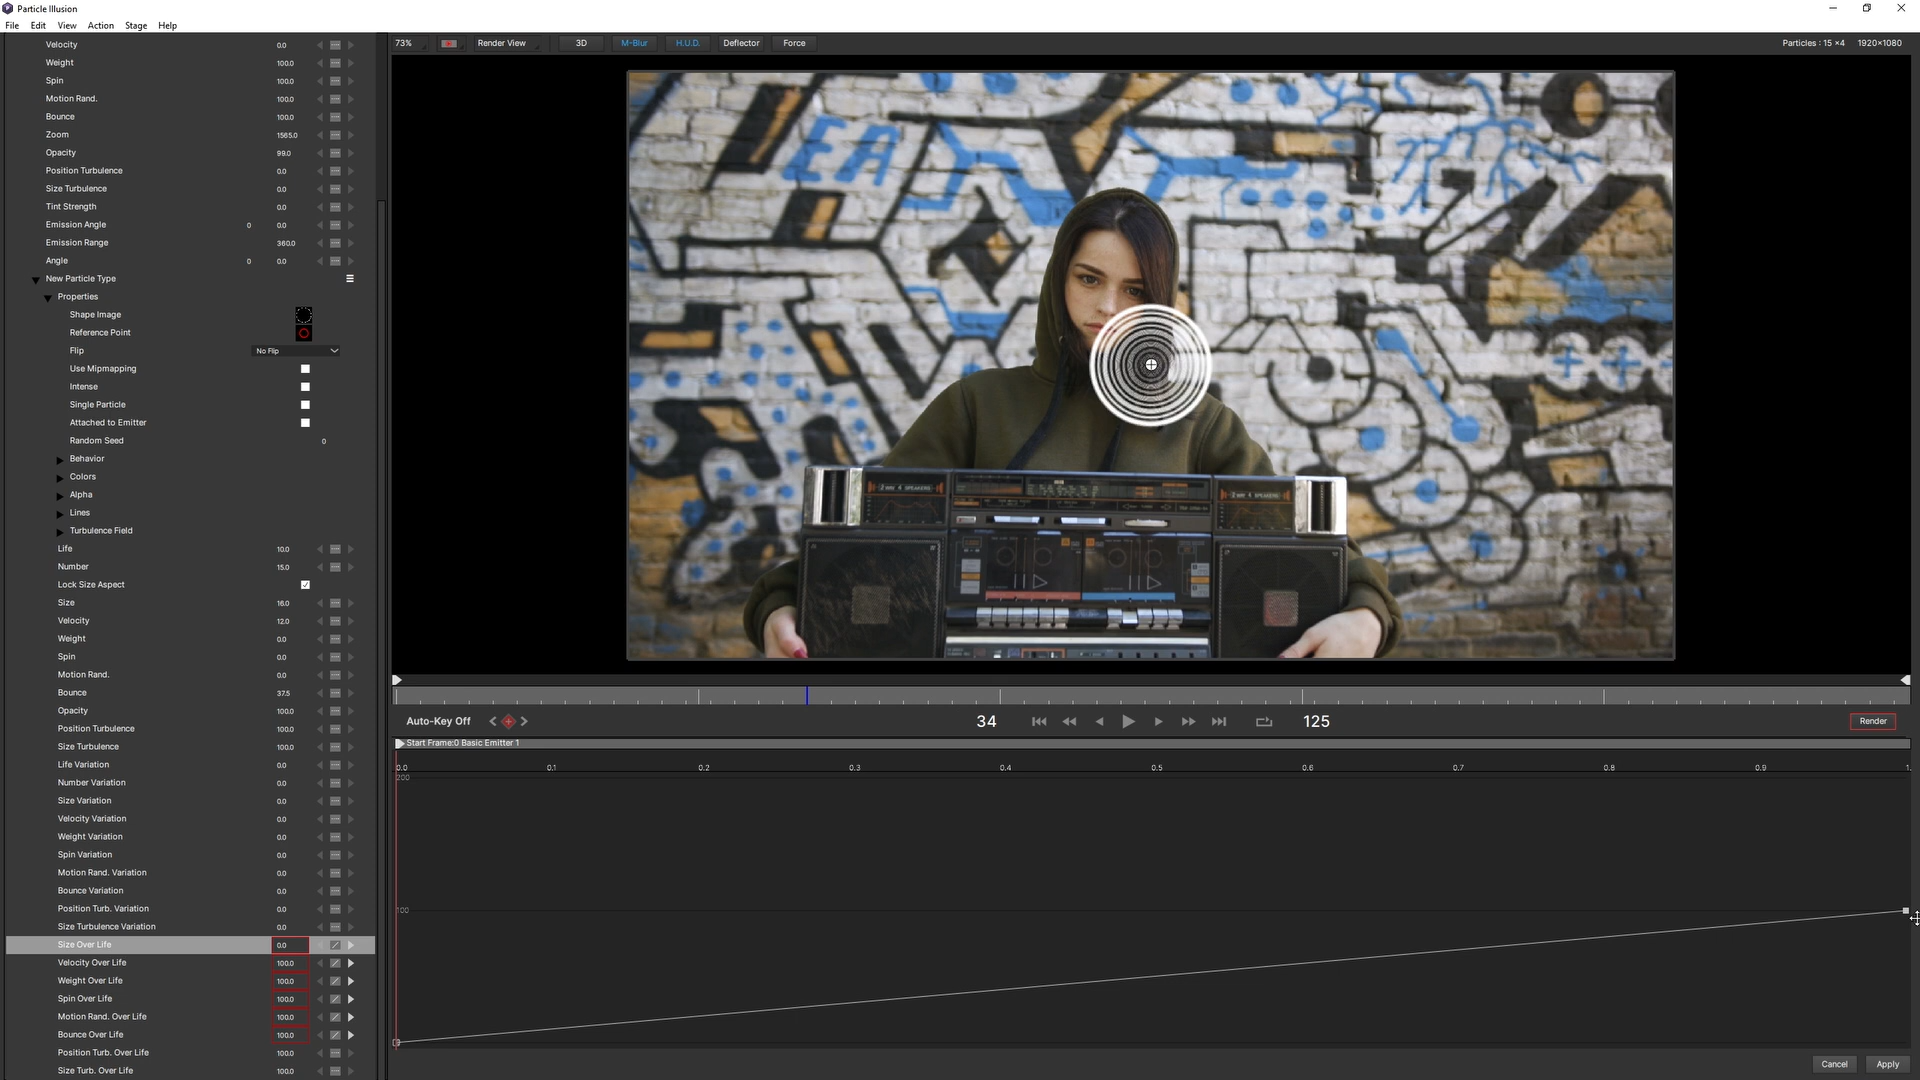 Particle Illusion
File Edit View Action Stage Help
73% Render View 3D M-Blur H.U.D. Deflector Force Particles : 15 ×4 1920×1080
Velocity 0.0
Weight 100.0
Spin 100.0
Motion Rand. 100.0
Bounce 100.0
Zoom 1565.0
Opacity 99.0
Position Turbulence 0.0
Size Turbulence 0.0
Tint Strength 0.0
Emission Angle 0 0.0
Emission Range 360.0
Angle 0 0.0
New Particle Type
Properties
Shape Image
Reference Point
Flip No Flip
Use Mipmapping
Intense
Single Particle
Attached to Emitter
Random Seed 0
Behavior
Colors
Alpha
Lines
Turbulence Field
Life 10.0
Number 15.0
Lock Size Aspect
Size 16.0
Velocity 12.0
Weight 0.0
Spin 0.0
Motion Rand. 0.0
Bounce 37.5
Opacity 100.0
Position Turbulence 100.0
Size Turbulence 100.0
Life Variation 0.0
Number Variation 0.0
Size Variation 0.0
Velocity Variation 0.0
Weight Variation 0.0
Spin Variation 0.0
Motion Rand. Variation 0.0
Bounce Variation 0.0
Position Turb. Variation 0.0
Size Turbulence Variation 0.0
Size Over Life 0.0
Velocity Over Life 100.0
Weight Over Life 100.0
Spin Over Life 100.0
Motion Rand. Over Life 100.0
Bounce Over Life 100.0
Position Turb. Over Life 100.0
Size Turb. Over Life 100.0
EA
2 WAY 4 SPEAKERS
2 WAY 4 SPEAKERS
Auto-Key Off 34 125 Render
Start Frame:0 Basic Emitter 1
0.0 0.1 0.2 0.3 0.4 0.5 0.6 0.7 0.8 0.9 1.
200
100
Cancel Apply